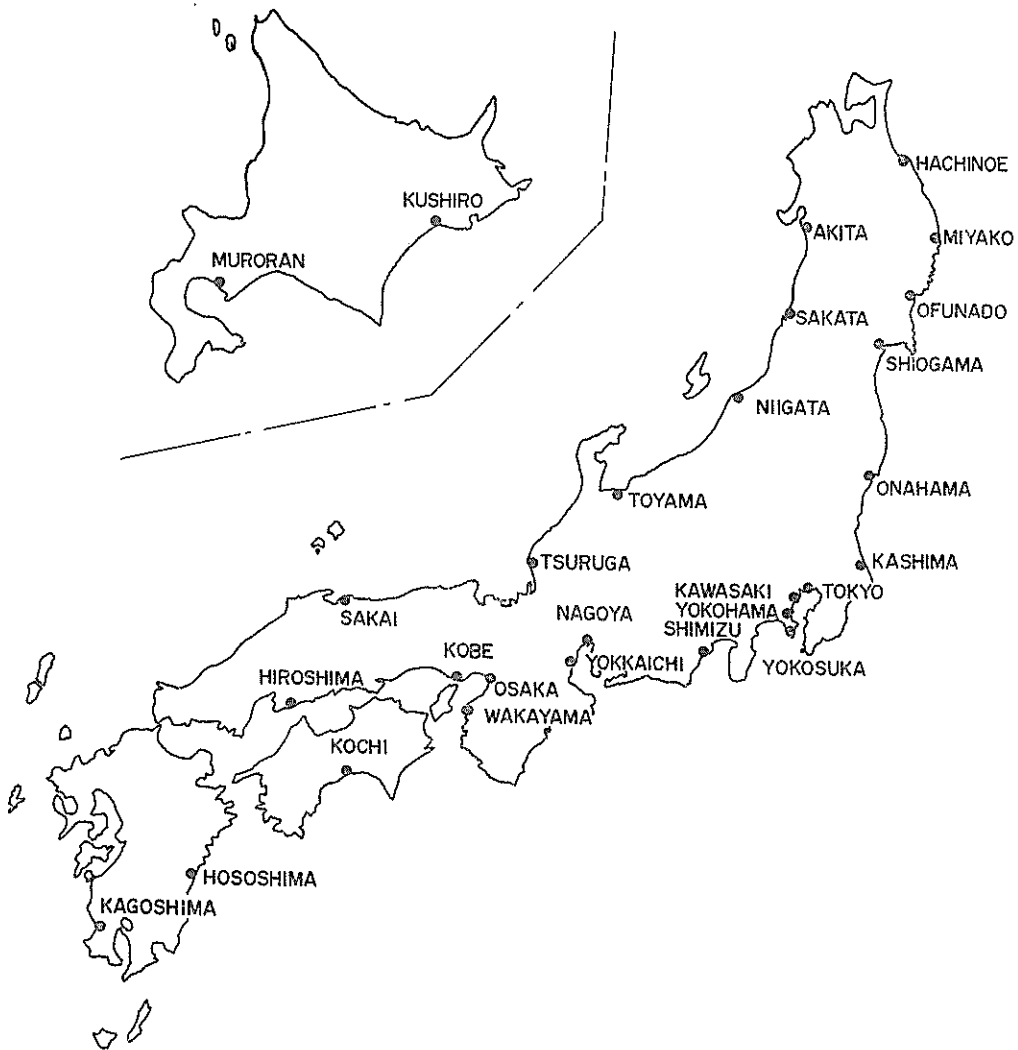 KUSHIRO
MURORAN
HACHINOE
AKITA
MIYAKO
OFUNADO
SAKATA
SHIOGAMA
NIIGATA
ONAHAMA
TOYAMA
KASHIMA
TSURUGA
KAWASAKI
TOKYO
YOKOHAMA
SAKAI
NAGOYA
SHIMIZU
KOBE
YOKKAICHI
YOKOSUKA
HIROSHIMA
OSAKA
WAKAYAMA
KOCHI
HOSOSHIMA
KAGOSHIMA